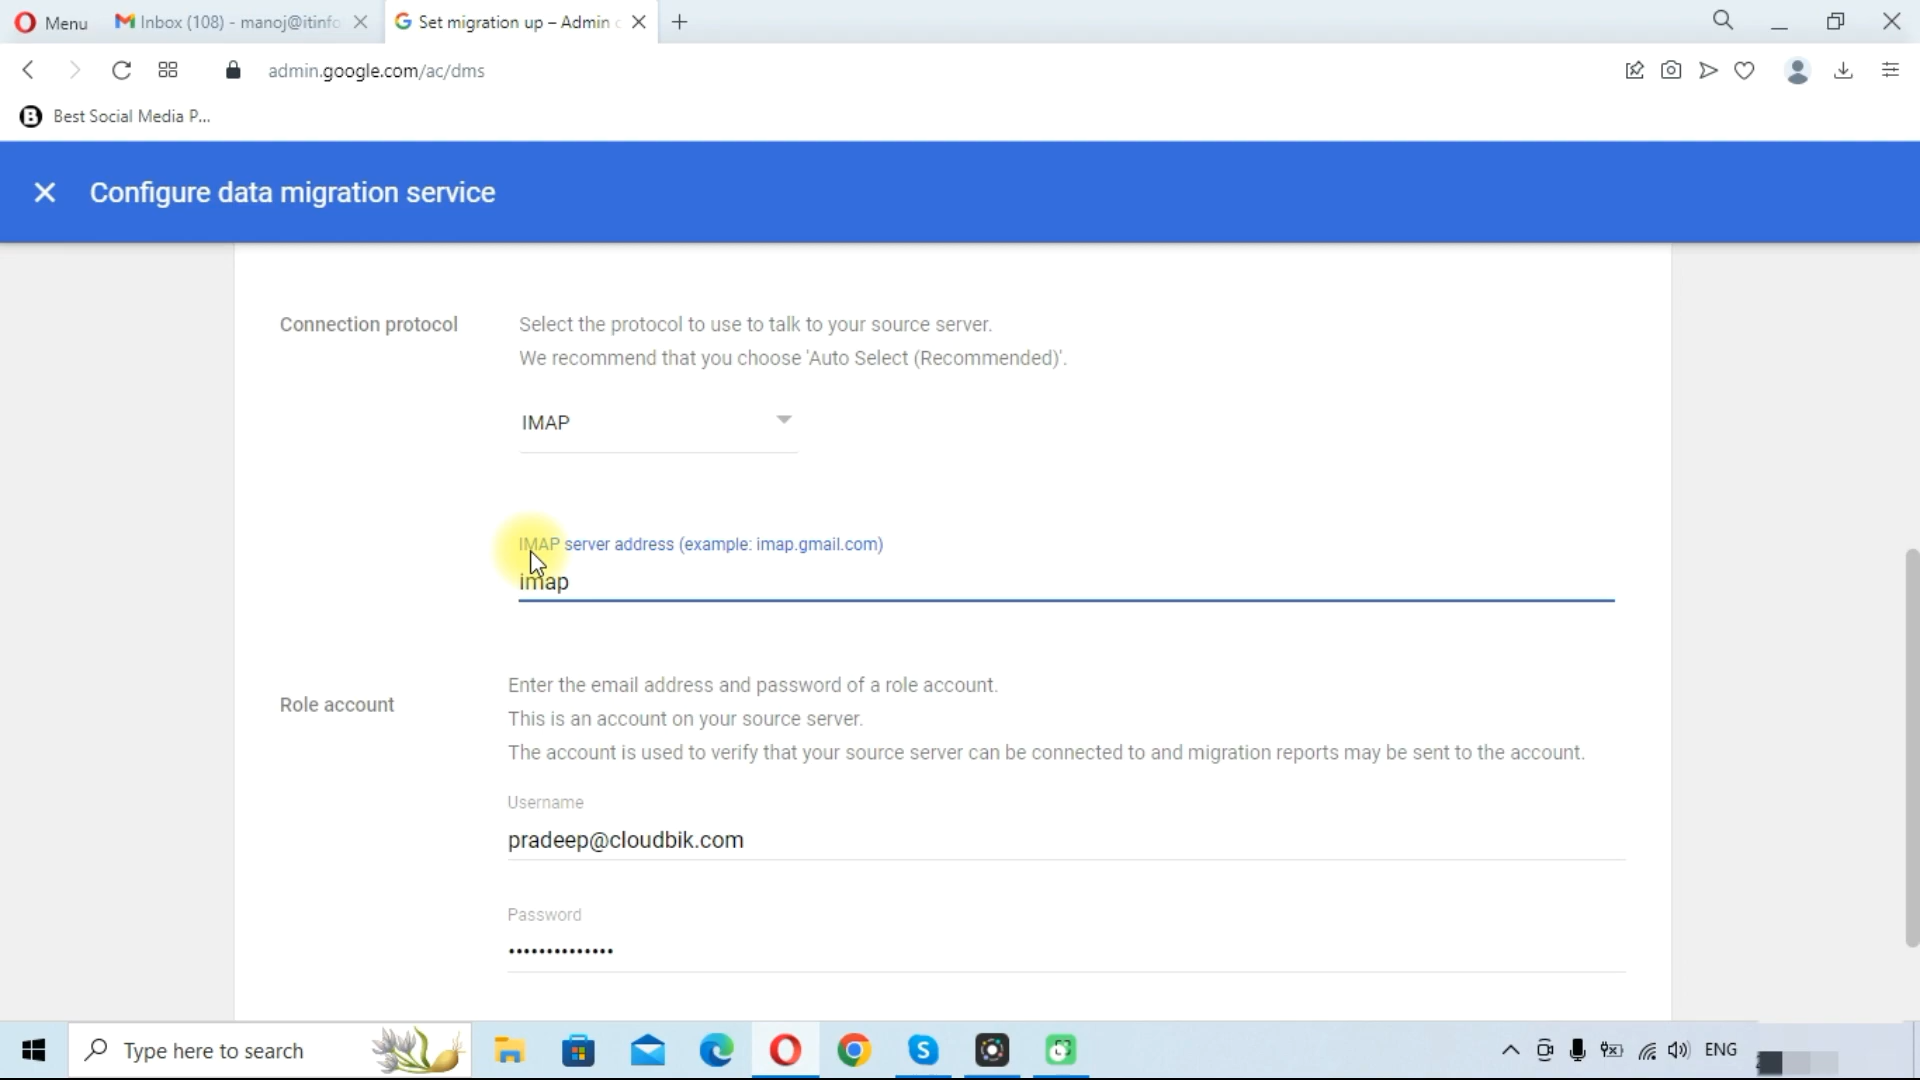 Menu
Inbox (108) - manoj@itinfo
Set migration up – Admin
admin.google.com/ac/dms
B
Best Social Media P...
Configure data migration service
Connection protocol
Select the protocol to use to talk to your source server.
We recommend that you choose 'Auto Select (Recommended)'.
IMAP
IMAP server address (example: imap.gmail.com)
imap
Role account
Enter the email address and password of a role account.
This is an account on your source server.
The account is used to verify that your source server can be connected to and migration reports may be sent to the account.
Username
pradeep@cloudbik.com
Password
••••••••••••••
Type here to search
S
ENG